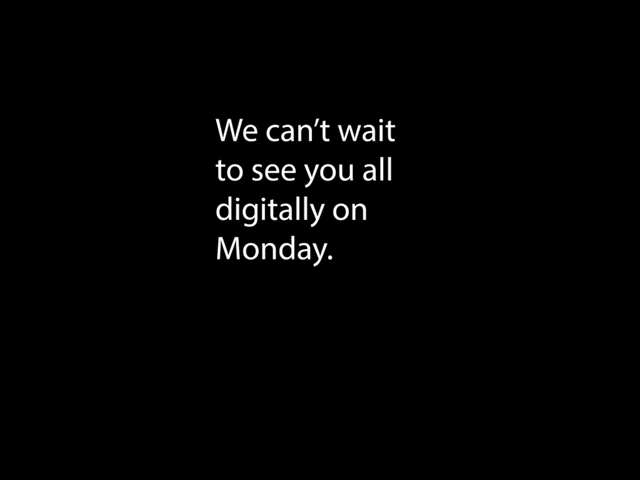 We can’t wait
to see you all
digitally on
Monday.